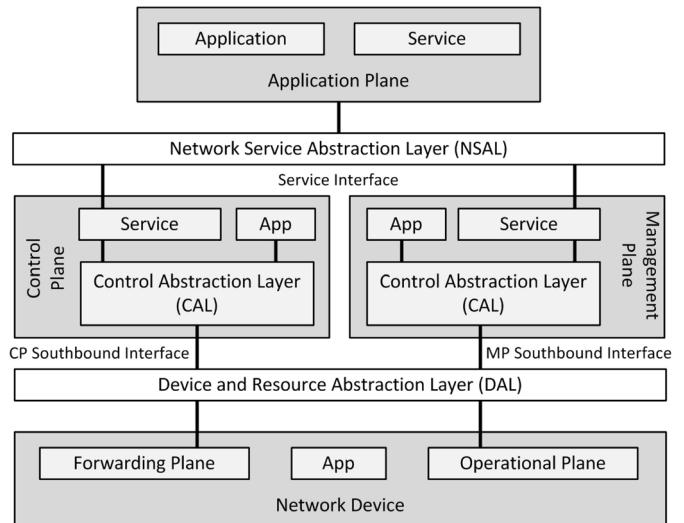 Application
Service
Application Plane
Network Service Abstraction Layer (NSAL)
Service Interface
Control
Plane
Service
App
Control Abstraction Layer
(CAL)
App
Service
Control Abstraction Layer
(CAL)
Management
Plane
CP Southbound Interface
MP Southbound Interface
Device and Resource Abstraction Layer (DAL)
Forwarding Plane
App
Operational Plane
Network Device